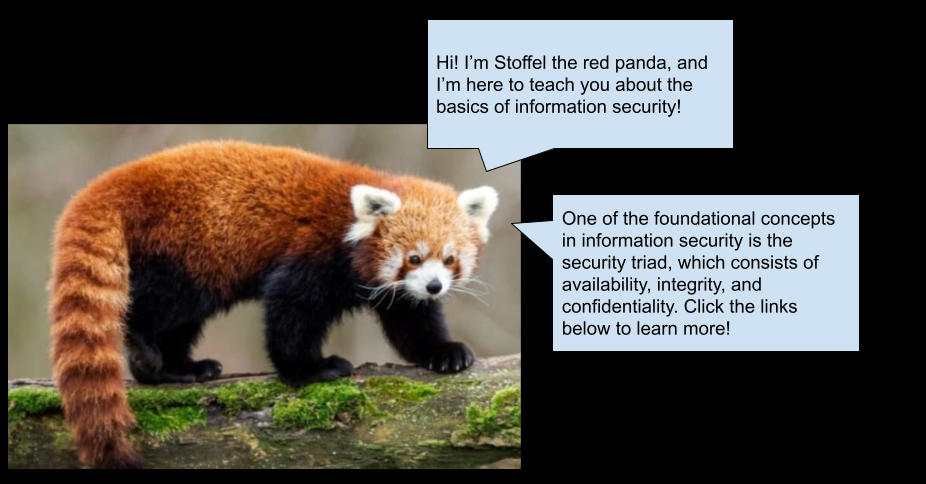 Hi! I’m Stoffel the red panda, and
I’m here to teach you about the
basics of information security!
One of the foundational concepts
in information security is the
security triad, which consists of
availability, integrity, and
confidentiality. Click the links
below to learn more!